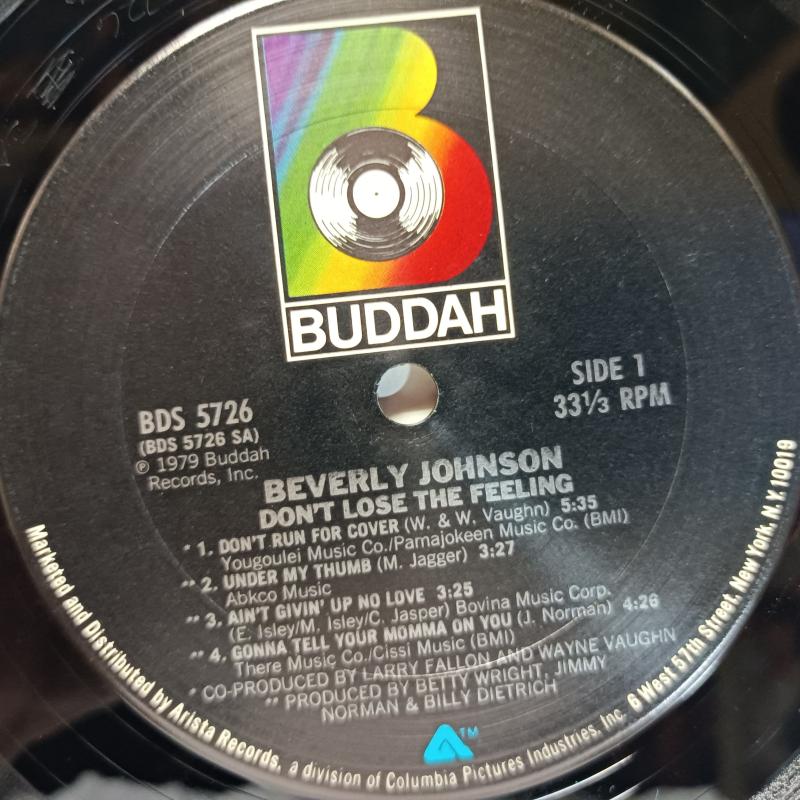 BUDDAH
SIDE 1
33⅓ RPM
BDS 5726
(BDS 5726 SA)
℗ 1979 Buddah
Records, Inc.
BEVERLY JOHNSON
DON'T LOSE THE FEELING
* 1. DON'T RUN FOR COVER (W. & W. Vaughn) 5:35
Yougoulei Music Co./Pamajokeen Music Co. (BMI)
** 2. UNDER MY THUMB (M. Jagger) 3:27
Abkco Music
** 3. AIN'T GIVIN' UP NO LOVE 3:25
(E. Isley/M. Isley/C. Jasper) Bovina Music Corp.
** 4. GONNA TELL YOUR MOMMA ON YOU (J. Norman) 4:26
There Music Co./Cissi Music (BMI)
* CO-PRODUCED BY LARRY FALLON AND WAYNE VAUGHN
** PRODUCED BY BETTY WRIGHT, JIMMY
NORMAN & BILLY DIETRICH
TM
Marketed and Distributed by Arista Records, a division of Columbia Pictures Industries, Inc. 6 West 57th Street, New York, N.Y. 10019